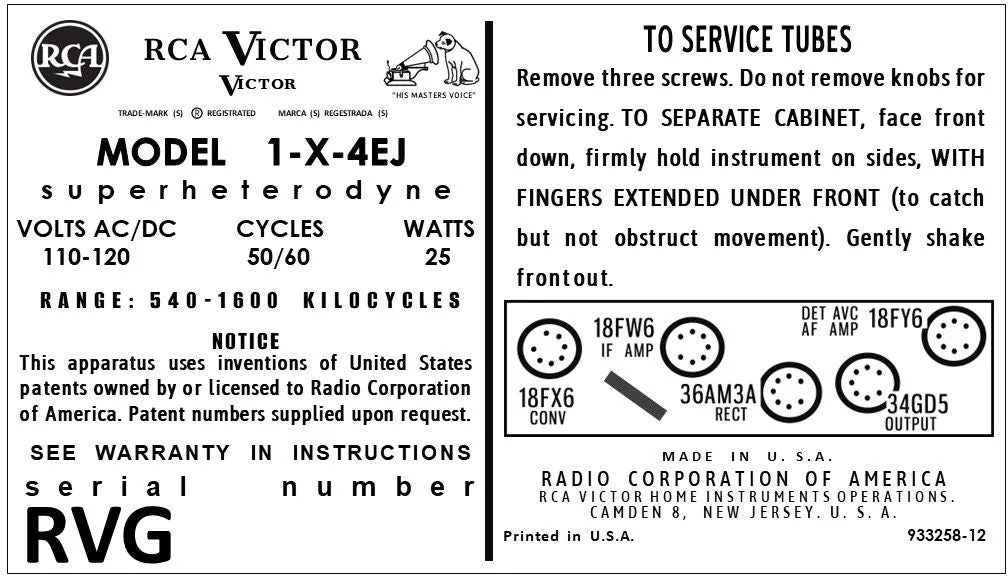 RCA
RCA VICTOR
VICTOR
"HIS MASTERS VOICE"
TRADE-MARK (S) ® REGISTRATED MARCA (S) REGESTRADA (S)
MODEL 1-X-4EJ
superheterodyne
VOLTS AC/DC CYCLES WATTS
110-120 50/60 25
RANGE: 540-1600 KILOCYCLES
NOTICE
This apparatus uses inventions of United States
patents owned by or licensed to Radio Corporation
of America. Patent numbers supplied upon request.
SEE WARRANTY IN INSTRUCTIONS
serial number
RVG
TO SERVICE TUBES
Remove three screws. Do not remove knobs for
servicing. TO SEPARATE CABINET, face front
down, firmly hold instrument on sides, WITH
FINGERS EXTENDED UNDER FRONT (to catch
but not obstruct movement). Gently shake
front out.
18FX6
CONV
18FW6
IF AMP
36AM3A
RECT
DET AVC
AF AMP
18FY6
34GD5
OUTPUT
MADE IN U. S.A.
RADIO CORPORATION OF AMERICA
RCA VICTOR HOME INSTRUMENTS OPERATIONS.
CAMDEN 8, NEW JERSEY. U. S. A.
Printed in U.S.A. 933258-12